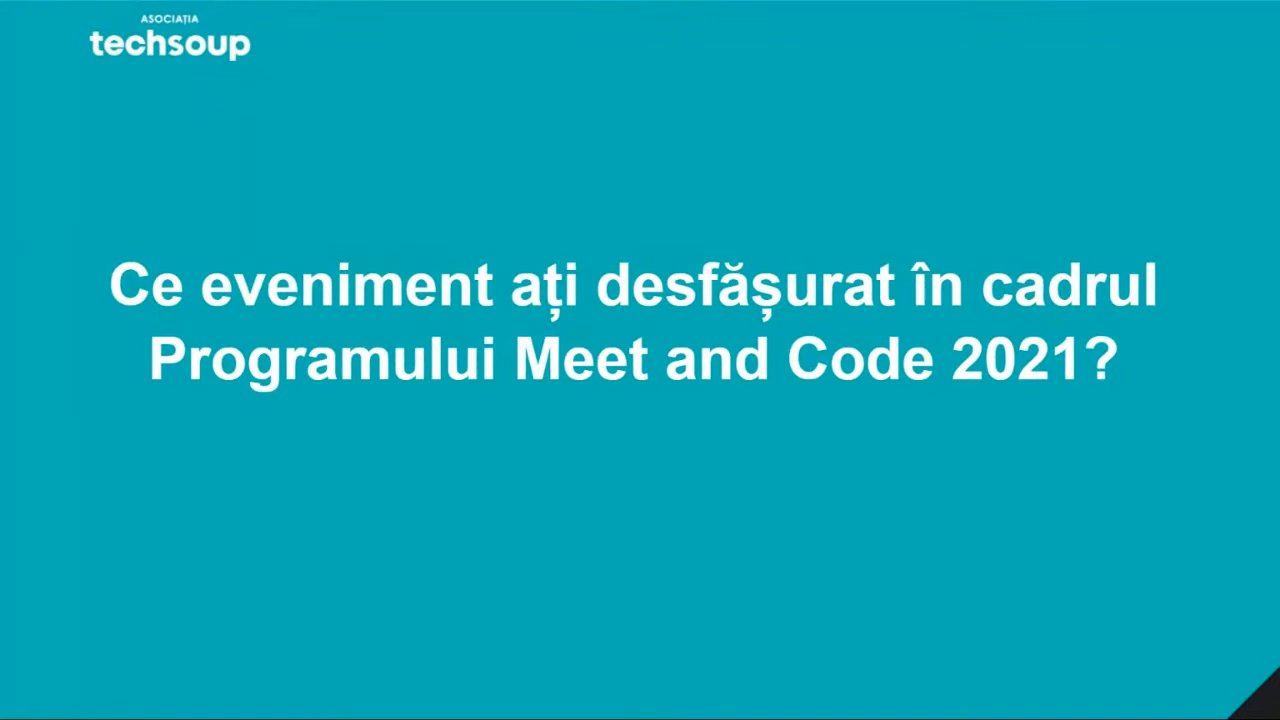 ASOCIAȚIA
techsoup
Ce eveniment ați desfășurat în cadrul
Programului Meet and Code 2021?